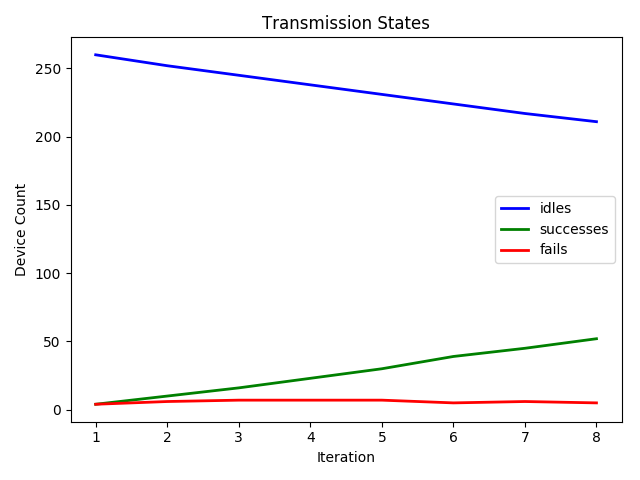 Transmission States
Device Count
250
200
150
100
50
0
idles
successes
fails
1 2 3 4 5 6 7 8
Iteration